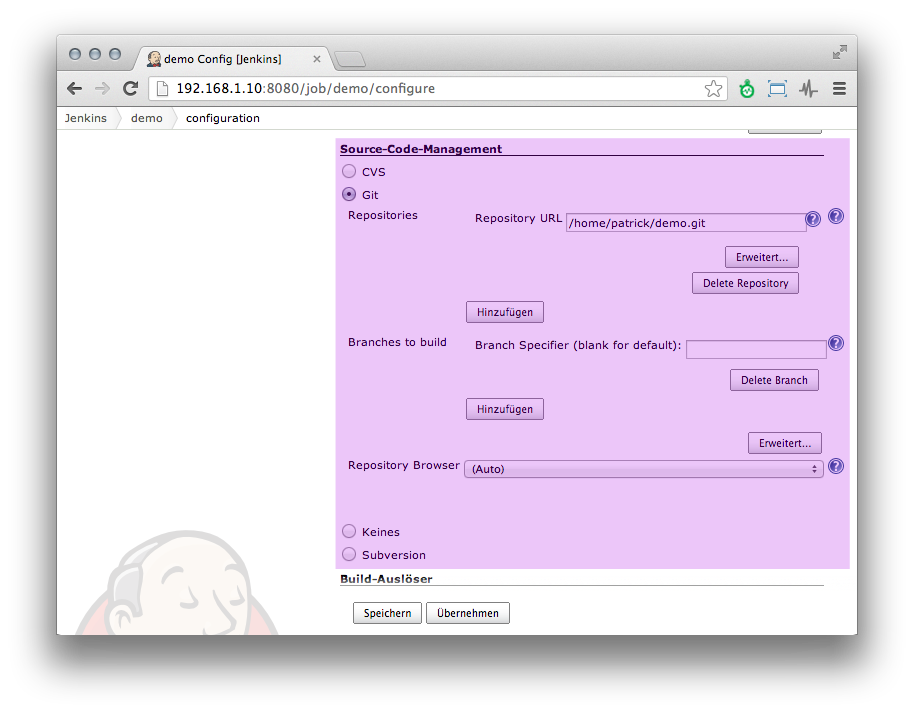 demo Config [Jenkins]
192.168.1.10:8080/job/demo/configure
Jenkins demo configuration
Source-Code-Management
CVS
Git
Repositories Repository URL /home/patrick/demo.git
Erweitert...
Delete Repository
Hinzufügen
Branches to build Branch Specifier (blank for default):
Delete Branch
Hinzufügen
Erweitert...
Repository Browser (Auto)
Keines
Subversion
Build-Auslöser
Speichern Übernehmen